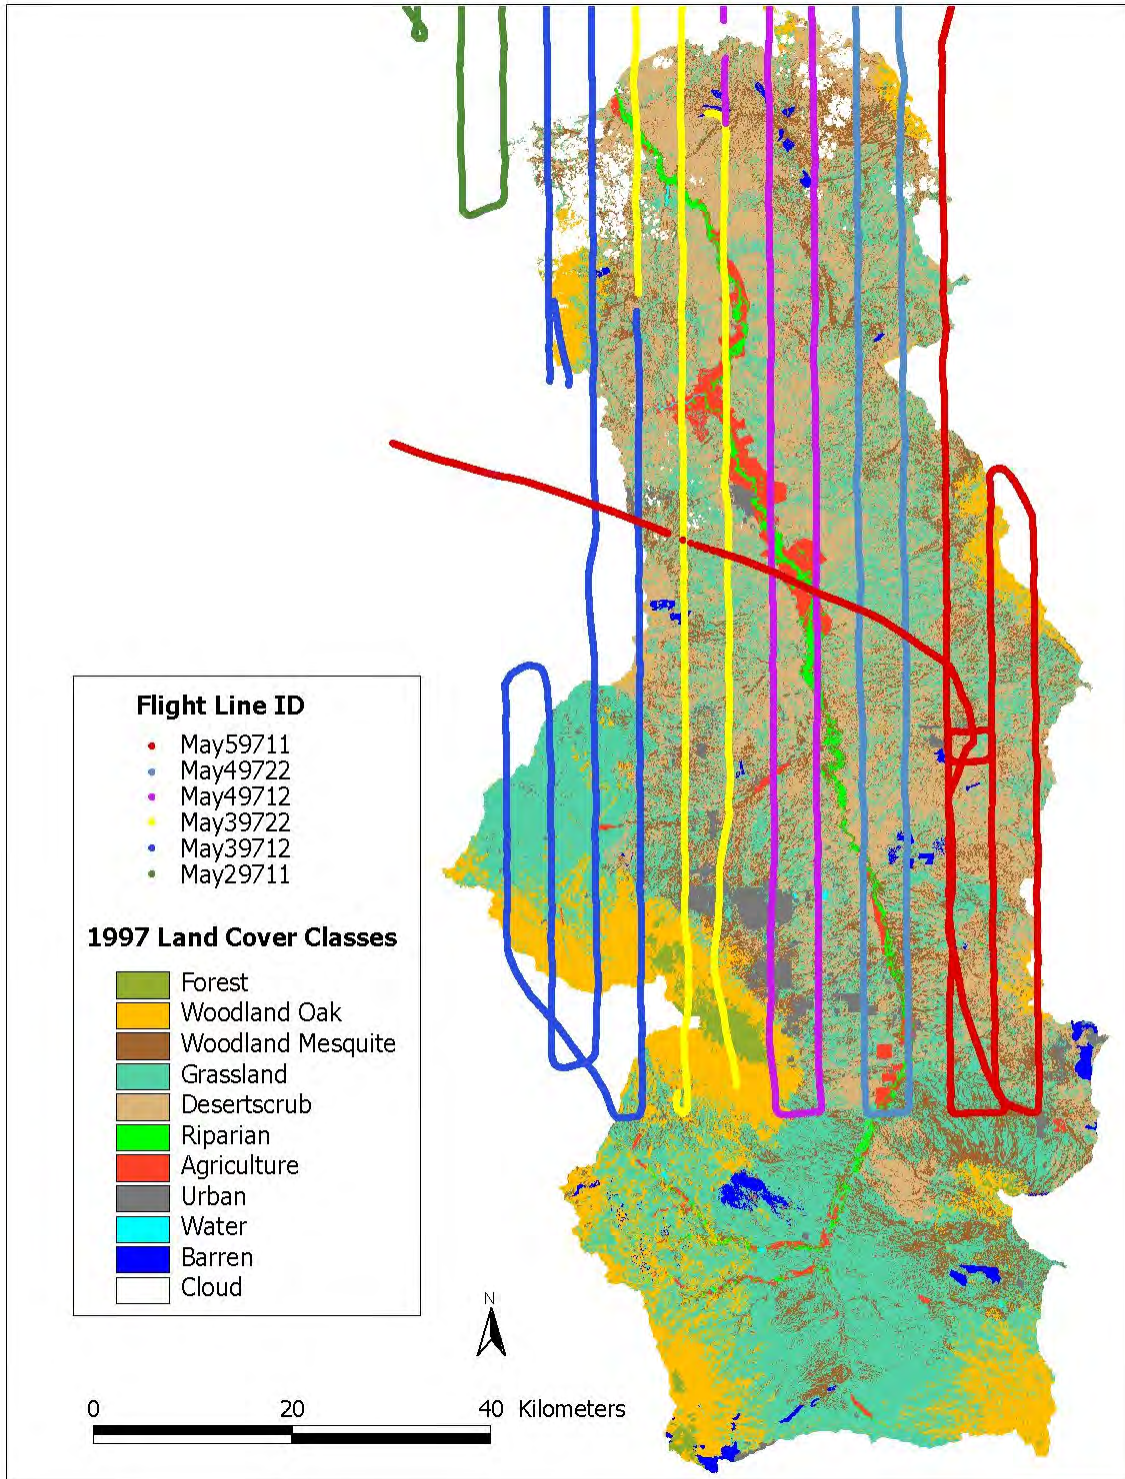 Flight Line ID
May59711
May49722
May49712
May39722
May39712
May29711
1997 Land Cover Classes
Forest
Woodland Oak
Woodland Mesquite
Grassland
Desertscrub
Riparian
Agriculture
Urban
Water
Barren
Cloud
N
0 20 40 Kilometers